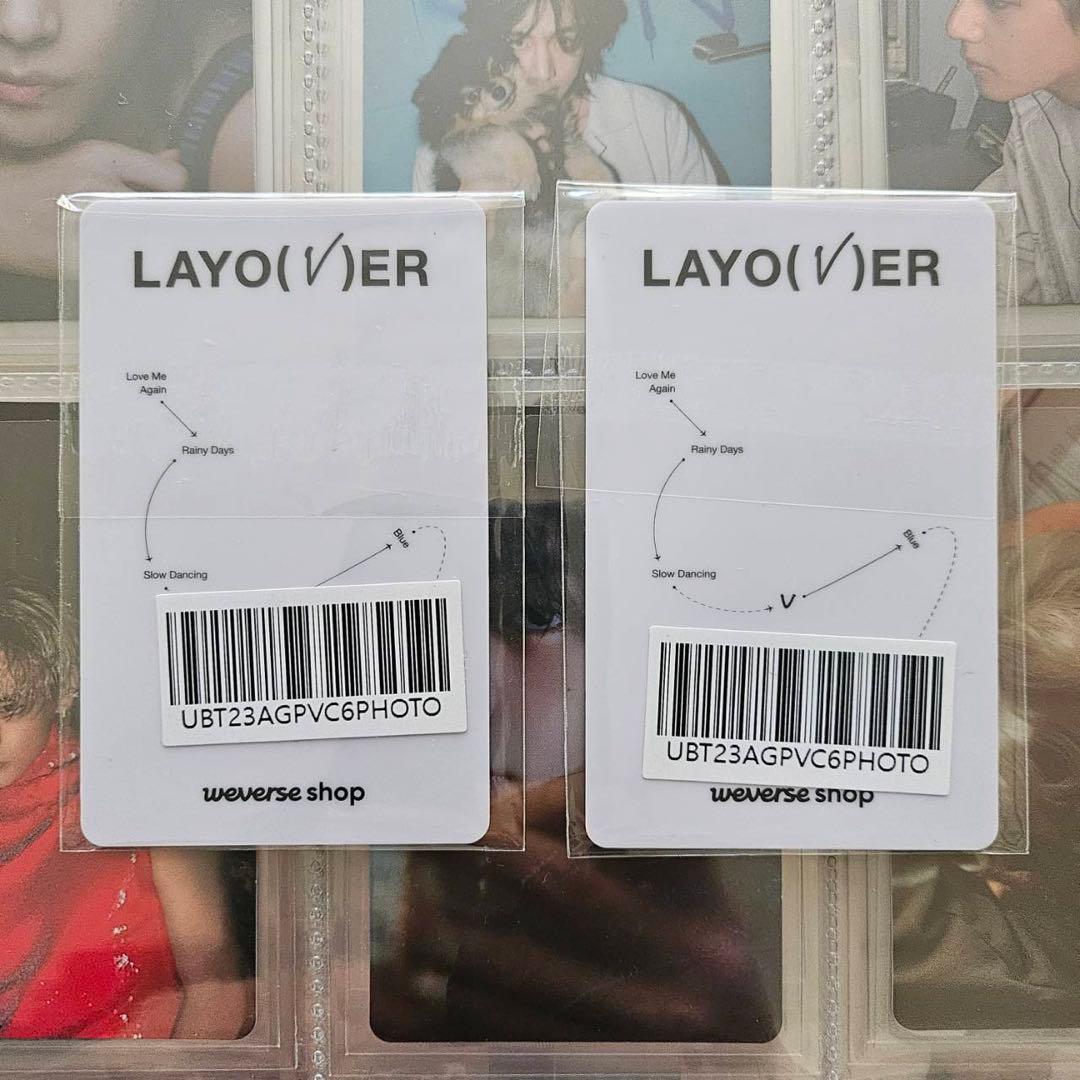 LAYO(V)ER
Love Me
Again
Rainy Days
Blue
Slow Dancing
UBT23AGPVC6PHOTO
weverse shop
LAYO(V)ER
Love Me
Again
Rainy Days
Blue
Slow Dancing
V
UBT23AGPVC6PHOTO
weverse shop